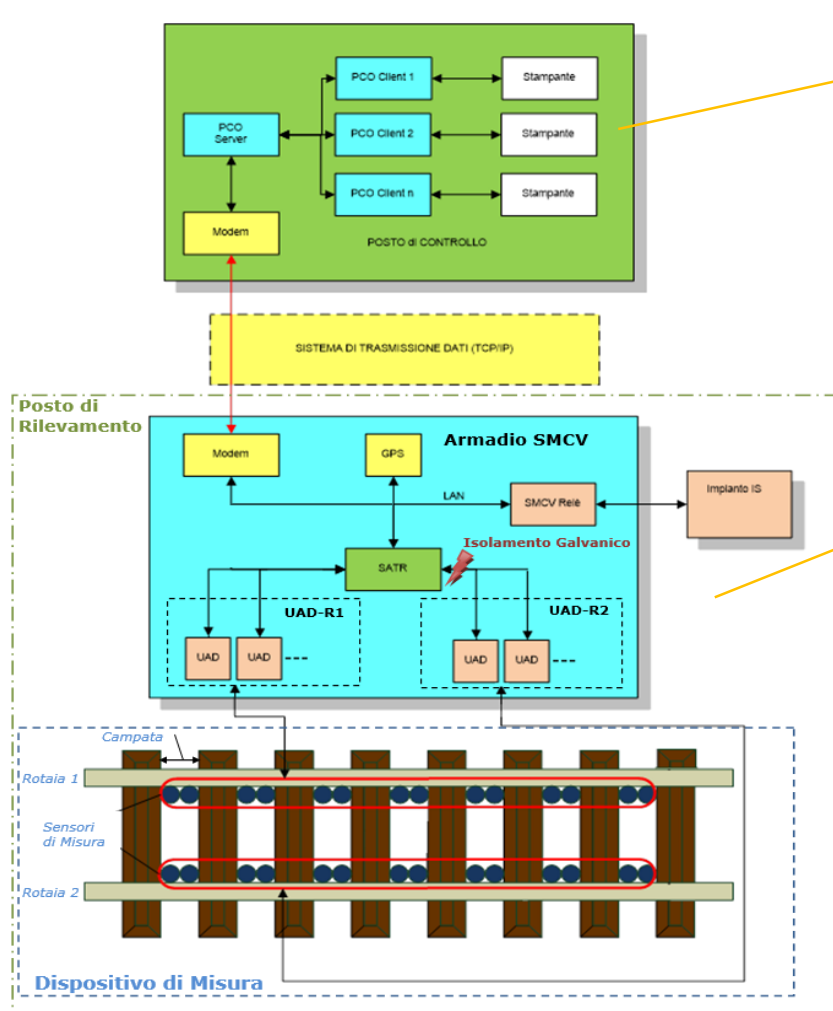 PCO Client 1
Stampante
PCO
Server
PCO Client 2
Stampante
PCO Client n
Stampante
Modem
POSTO di CONTROLLO
SISTEMA DI TRASMISSIONE DATI (TCP/IP)
Posto di
Rilevamento
Armadio SMCV
Modem
GPS
LAN
SMCV Relè
Impianto IS
Isolamento Galvanico
SATR
UAD-R1
UAD-R2
UAD
UAD
UAD
UAD
Campata
Rotaia 1
Sensori
di Misura
Rotaia 2
Dispositivo di Misura